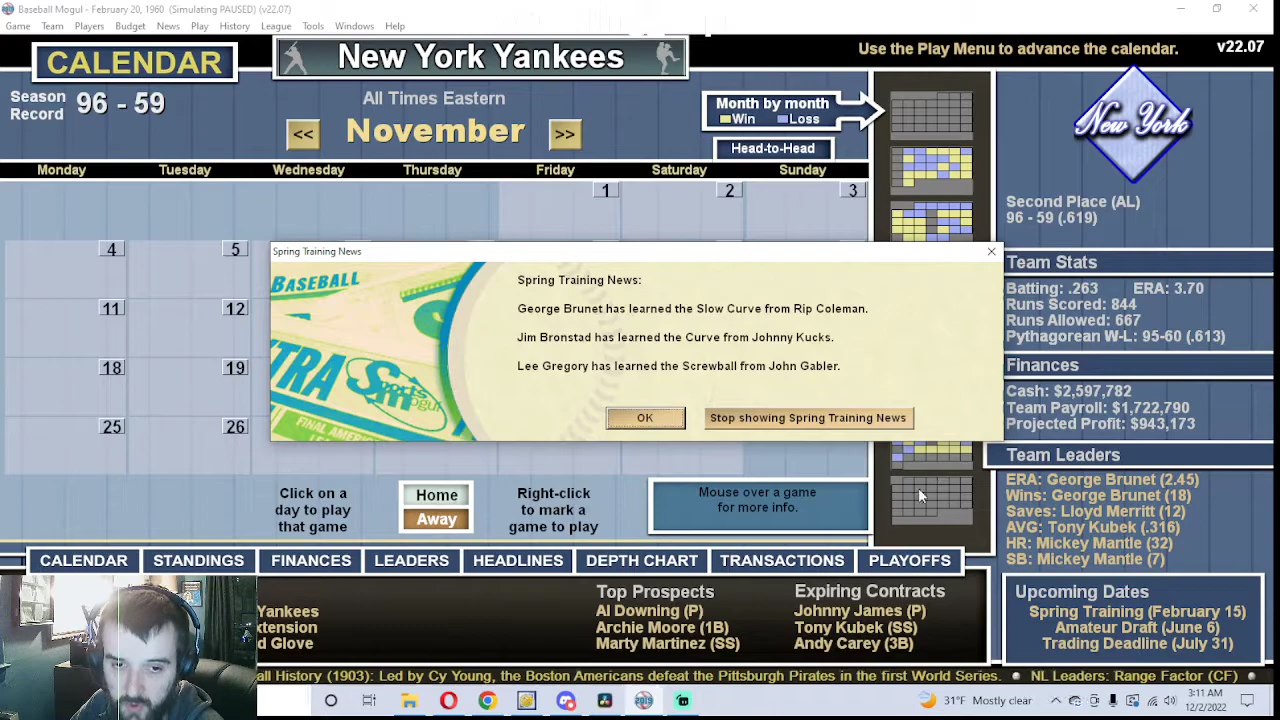 Baseball Mogul - February 20, 1960 (Simulating PAUSED) (v22.07)
Game Team Players Budget News Play History League Tools Windows Help
CALENDAR
New York Yankees
Use the Play Menu to advance the calendar. v22.07
Season Record 96 - 59
All Times Eastern
<< November >>
Month by month
Win Loss
Head-to-Head
New York
Monday Tuesday Wednesday Thursday Friday Saturday Sunday
1 2 3
4 5
11 12
18 19
25 26
Second Place (AL)
96 - 59 (.619)
Team Stats
Batting: .263 ERA: 3.70
Runs Scored: 844
Runs Allowed: 667
Pythagorean W-L: 95-60 (.613)
Finances
Cash: $2,597,782
Team Payroll: $1,722,790
Projected Profit: $943,173
Team Leaders
ERA: George Brunet (2.45)
Wins: George Brunet (18)
Saves: Lloyd Merritt (12)
AVG: Tony Kubek (.316)
HR: Mickey Mantle (32)
SB: Mickey Mantle (7)
Spring Training News
BASEBALL
XTRA
Sports Mogul
FINAL AMERICA
Spring Training News:
George Brunet has learned the Slow Curve from Rip Coleman.
Jim Bronstad has learned the Curve from Johnny Kucks.
Lee Gregory has learned the Screwball from John Gabler.
OK Stop showing Spring Training News
Click on a
day to play
that game
Home
Away
Right-click
to mark a
game to play
Mouse over a game
for more info.
CALENDAR STANDINGS FINANCES LEADERS HEADLINES DEPTH CHART TRANSACTIONS PLAYOFFS
Yankees
xtension
d Glove
Top Prospects
Al Downing (P)
Archie Moore (1B)
Marty Martinez (SS)
Expiring Contracts
Johnny James (P)
Tony Kubek (SS)
Andy Carey (3B)
Upcoming Dates
Spring Training (February 15)
Amateur Draft (June 6)
Trading Deadline (July 31)
all History (1903): Led by Cy Young, the Boston Americans defeat the Pittsburgh Pirates in the first World Series. NL Leaders: Range Factor (CF)
2019
31°F Mostly clear
3:11 AM
12/2/2022